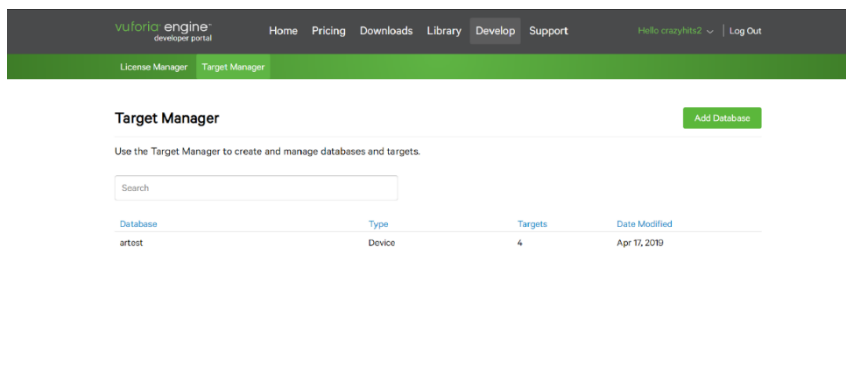 vuforia engine developer portal
Home Pricing Downloads Library Develop Support Hello crazyhits2 | Log Out
License Manager Target Manager
Target Manager Add Database
Use the Target Manager to create and manage databases and targets.
Search
Database Type Targets Date Modified
artest Device 4 Apr 17, 2019